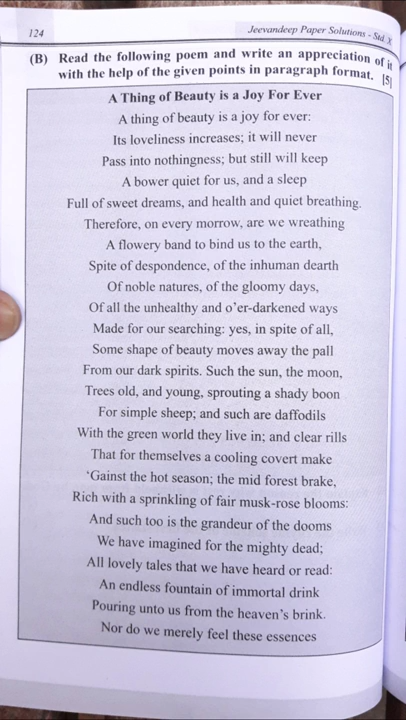 124
Jeevandeep Paper Solutions - Std. X
(B) Read the following poem and write an appreciation of it
with the help of the given points in paragraph format. [5]
A Thing of Beauty is a Joy For Ever
A thing of beauty is a joy for ever:
Its loveliness increases; it will never
Pass into nothingness; but still will keep
A bower quiet for us, and a sleep
Full of sweet dreams, and health and quiet breathing.
Therefore, on every morrow, are we wreathing
A flowery band to bind us to the earth,
Spite of despondence, of the inhuman dearth
Of noble natures, of the gloomy days,
Of all the unhealthy and o'er-darkened ways
Made for our searching: yes, in spite of all,
Some shape of beauty moves away the pall
From our dark spirits. Such the sun, the moon,
Trees old, and young, sprouting a shady boon
For simple sheep; and such are daffodils
With the green world they live in; and clear rills
That for themselves a cooling covert make
'Gainst the hot season; the mid forest brake,
Rich with a sprinkling of fair musk-rose blooms:
And such too is the grandeur of the dooms
We have imagined for the mighty dead;
All lovely tales that we have heard or read:
An endless fountain of immortal drink
Pouring unto us from the heaven's brink.
Nor do we merely feel these essences